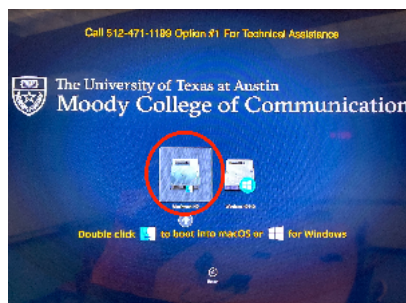 Call 512-471-1199 Option #1 For Technical Assistance
The University of Texas at Austin
Moody College of Communication
Double click to boot into macOS or for Windows